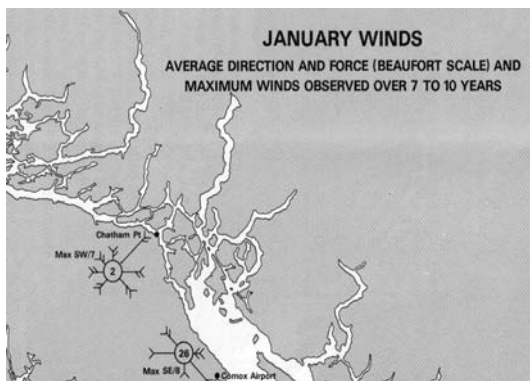 JANUARY WINDS
AVERAGE DIRECTION AND FORCE (BEAUFORT SCALE) AND
MAXIMUM WINDS OBSERVED OVER 7 TO 10 YEARS
Chatham Pt
Max SW/7
2
26
Max SE/8
Comox Airport